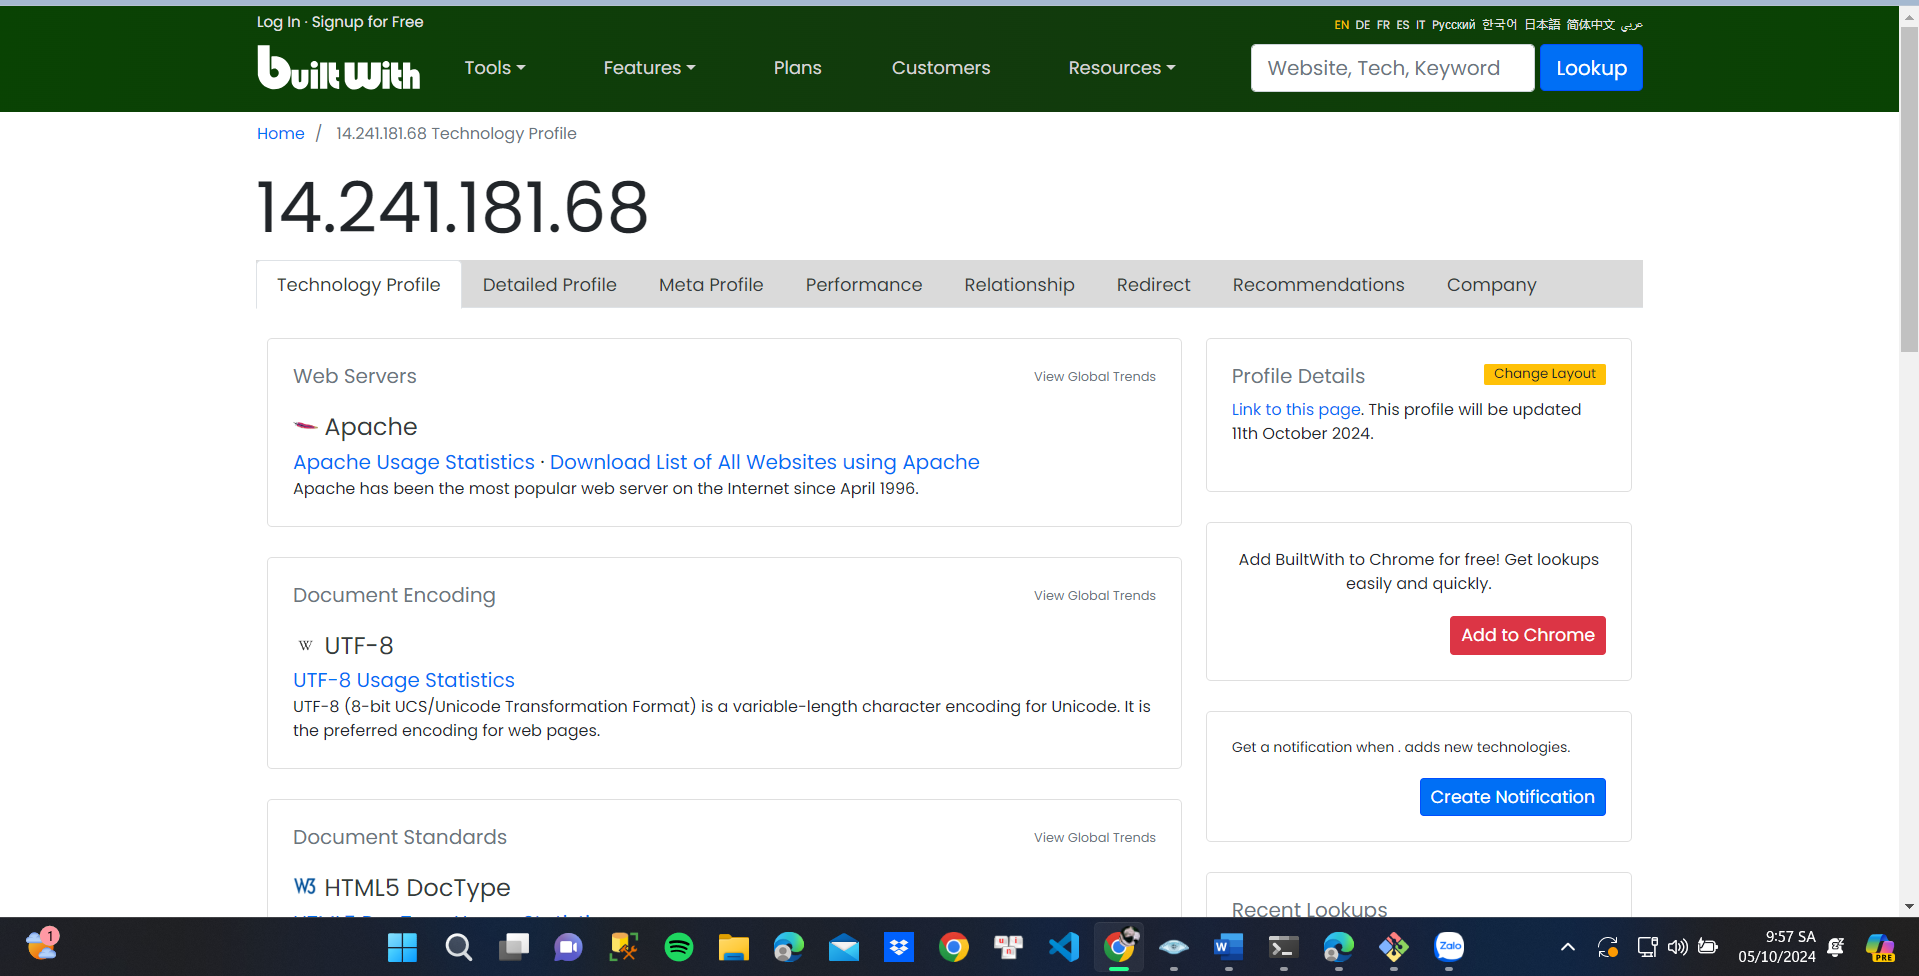 Log In · Signup for Free
EN DE FR ES IT Русский 한국어 日本語 简体中文 عربي
builtwith
Tools
Features
Plans
Customers
Resources
Website, Tech, Keyword
Lookup
Home / 14.241.181.68 Technology Profile
14.241.181.68
Technology Profile
Detailed Profile
Meta Profile
Performance
Relationship
Redirect
Recommendations
Company
Web Servers
View Global Trends
Apache
Apache Usage Statistics · Download List of All Websites using Apache
Apache has been the most popular web server on the Internet since April 1996.
Document Encoding
View Global Trends
W UTF-8
UTF-8 Usage Statistics
UTF-8 (8-bit UCS/Unicode Transformation Format) is a variable-length character encoding for Unicode. It is
the preferred encoding for web pages.
Document Standards
View Global Trends
W3 HTML5 DocType
Profile Details
Change Layout
Link to this page. This profile will be updated
11th October 2024.
Add BuiltWith to Chrome for free! Get lookups
easily and quickly.
Add to Chrome
Get a notification when . adds new technologies.
Create Notification
Recent Lookups
1
Zalo
9:57 SA
05/10/2024
PRE